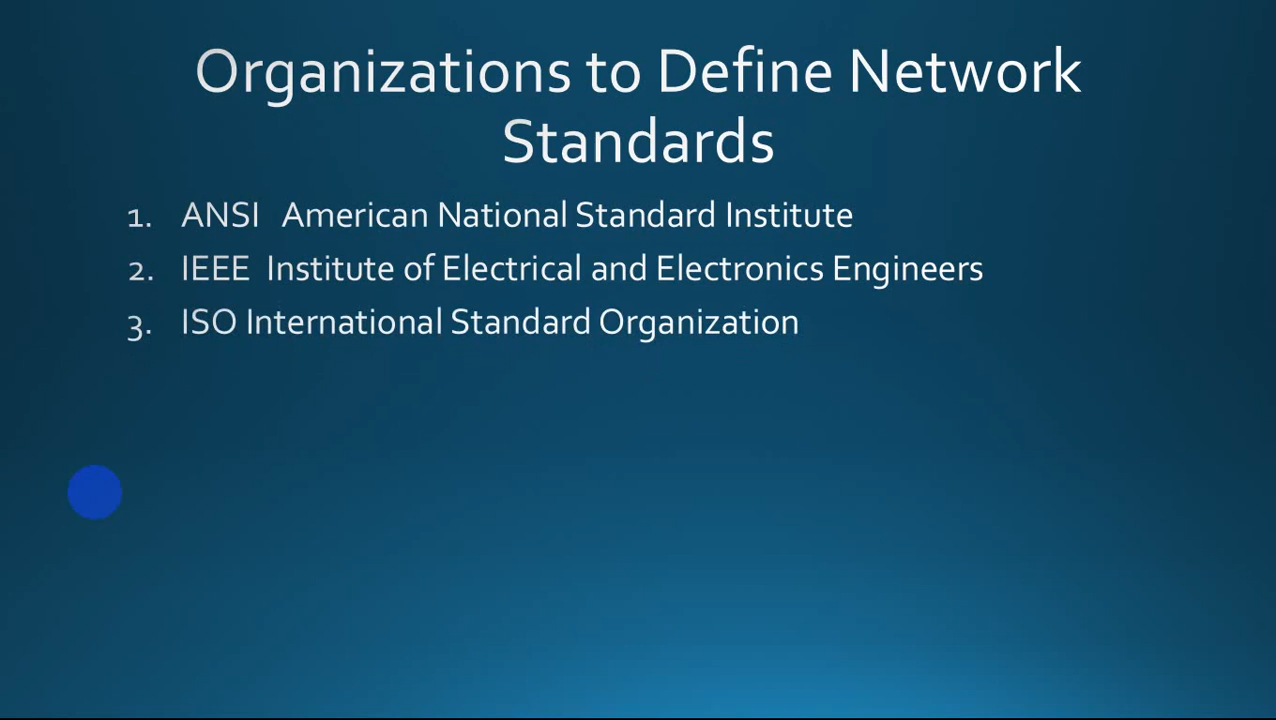 Organizations to Define Network
Standards
1. ANSI American National Standard Institute
2. IEEE Institute of Electrical and Electronics Engineers
3. ISO International Standard Organization